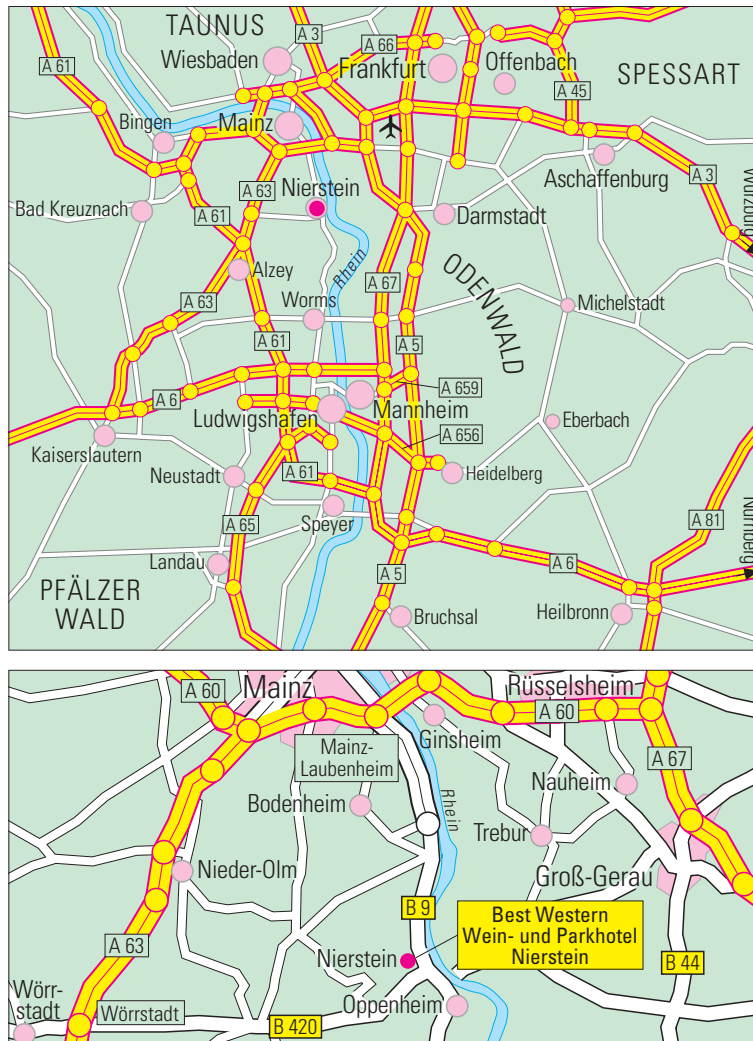 TAUNUS
Wiesbaden
A 3
A 66
Frankfurt
Offenbach
SPESSART
A 61
A 45
Bingen
Mainz
Aschaffenburg
A 3
Würzburg
A 63
Nierstein
Bad Kreuznach
A 61
Darmstadt
Rhein
ODENWALD
Alzey
A 67
A 63
Worms
Michelstadt
A 61
A 5
A 659
A 6
Mannheim
Ludwigshafen
Eberbach
A 656
Kaiserslautern
Neustadt
A 61
Heidelberg
Nürnberg
A 65
Speyer
A 81
Landau
A 5
A 6
PFÄLZER
WALD
Bruchsal
Heilbronn
A 60
Mainz
Rüsselsheim
A 60
Ginsheim
Mainz-
Laubenheim
A 67
Nauheim
Bodenheim
Rhein
Trebur
Nieder-Olm
Groß-Gerau
B 9
Best Western
Wein- und Parkhotel
Nierstein
A 63
Nierstein
B 44
Wörr-
stadt
Wörrstadt
Oppenheim
B 420